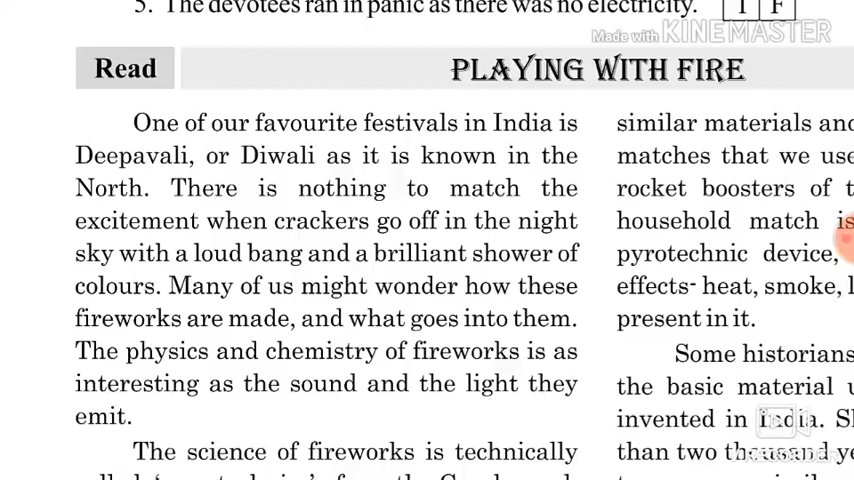 5. The devotees ran in panic as there was no electricity. T F
Made with KINEMASTER
Read PLAYING WITH FIRE
One of our favourite festivals in India is
Deepavali, or Diwali as it is known in the
North. There is nothing to match the
excitement when crackers go off in the night
sky with a loud bang and a brilliant shower of
colours. Many of us might wonder how these
fireworks are made, and what goes into them.
The physics and chemistry of fireworks is as
interesting as the sound and the light they
emit.
The science of fireworks is technically
similar materials and
matches that we use
rocket boosters of
household match is
pyrotechnic device,
effects- heat, smoke,
present in it.
Some historians
the basic material
invented in India.
than two thousand
RECORDER